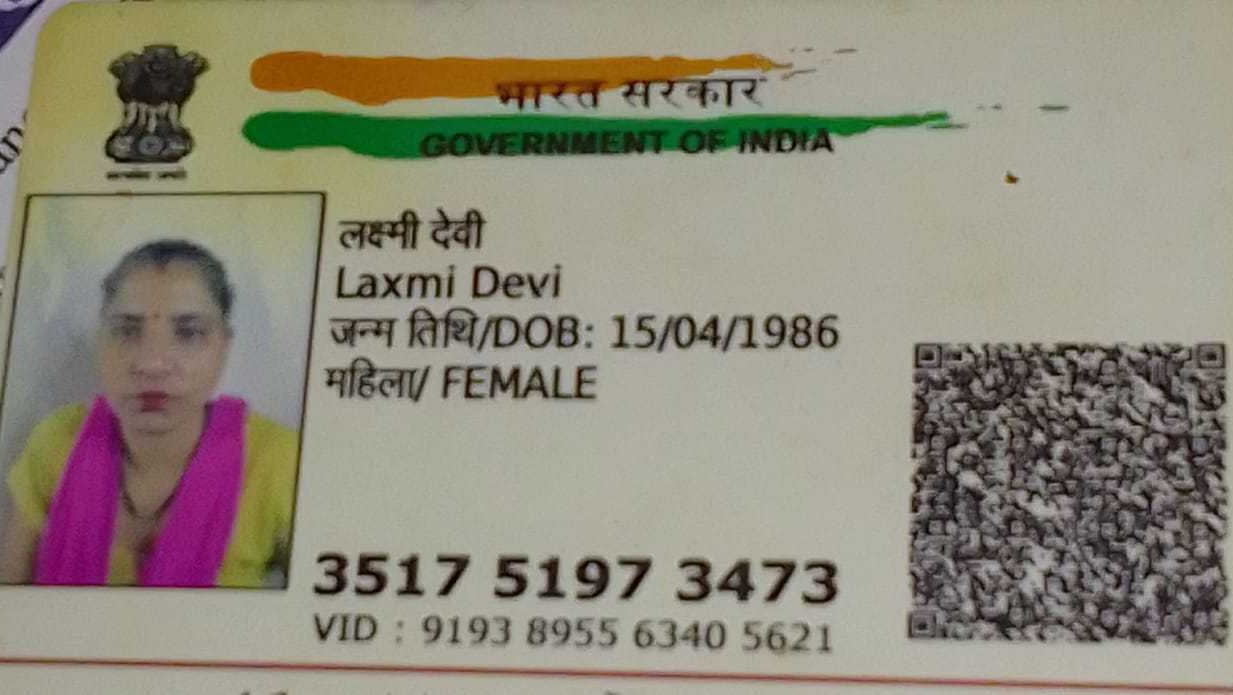 भारत सरकार
GOVERNMENT OF INDIA
लक्ष्मी देवी
Laxmi Devi
जन्म तिथि/DOB: 15/04/1986
महिला/ FEMALE
3517 5197 3473
VID : 9193 8955 6340 5621